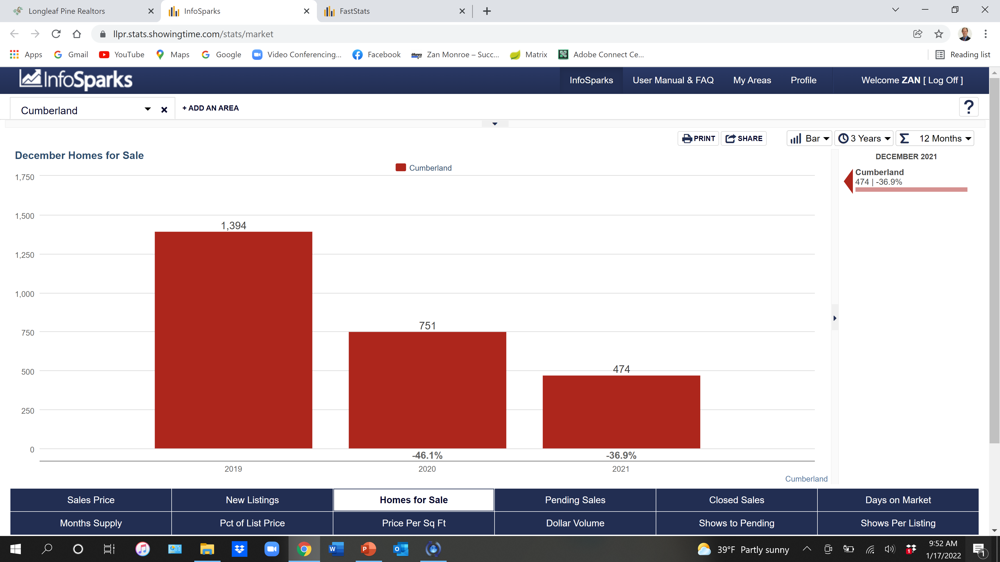 Longleaf Pine Realtors
InfoSparks
FastStats
llpr.stats.showingtime.com/stats/market
Apps
Gmail
YouTube
Maps
Google
Video Conferencing...
Facebook
Zan Monroe – Succ...
Matrix
Adobe Connect Ce...
Reading list
InfoSparks
InfoSparks
User Manual & FAQ
My Areas
Profile
Welcome ZAN [ Log Off ]
Cumberland
+ ADD AN AREA
?
PRINT
SHARE
Bar
3 Years
Σ 12 Months
December Homes for Sale
Cumberland
DECEMBER 2021
Cumberland
474 | -36.9%
1,750
1,500
1,250
1,000
750
500
250
0
1,394
751
474
-46.1%
-36.9%
2019
2020
2021
Cumberland
Sales Price
New Listings
Homes for Sale
Pending Sales
Closed Sales
Days on Market
Months Supply
Pct of List Price
Price Per Sq Ft
Dollar Volume
Shows to Pending
Shows Per Listing
39°F Partly sunny
9:52 AM
1/17/2022
1
1